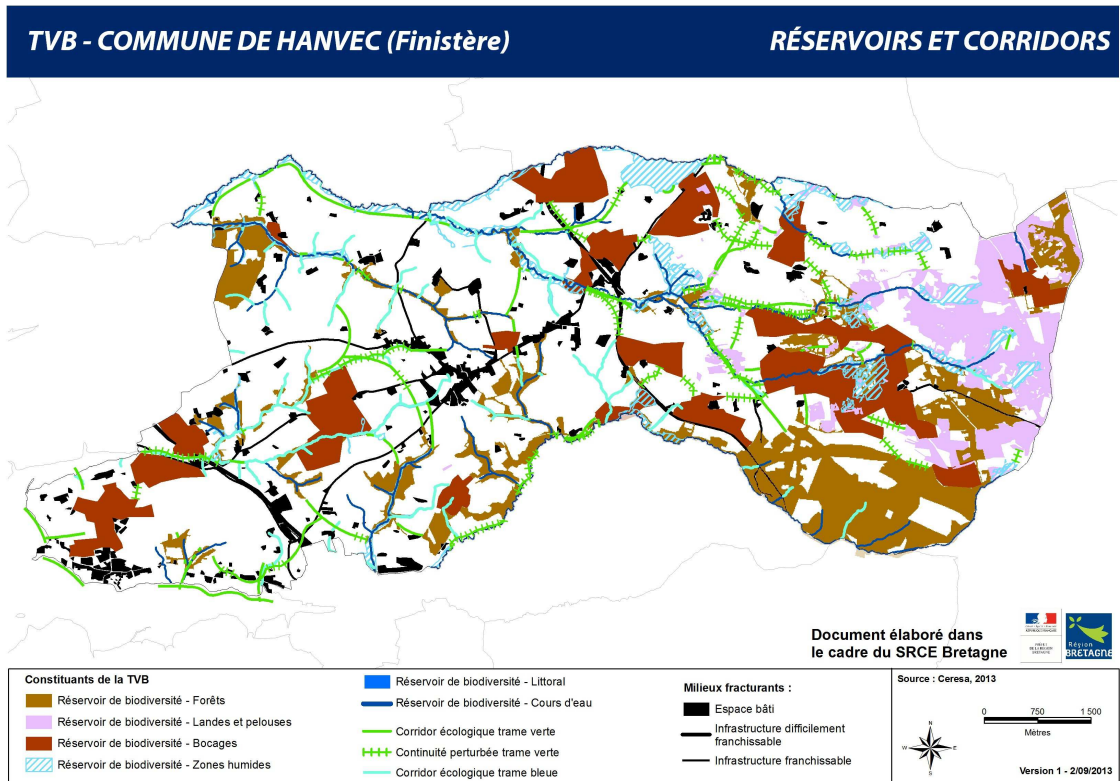 TVB - COMMUNE DE HANVEC (Finistère)
RÉSERVOIRS ET CORRIDORS
Document élaboré dans
le cadre du SRCE Bretagne
Région
BRETAGNE
Constituants de la TVB
Réservoir de biodiversité - Forêts
Réservoir de biodiversité - Landes et pelouses
Réservoir de biodiversité - Bocages
Réservoir de biodiversité - Zones humides
Réservoir de biodiversité - Littoral
Réservoir de biodiversité - Cours d'eau
Corridor écologique trame verte
Continuité perturbée trame verte
Corridor écologique trame bleue
Milieux fracturants :
Espace bâti
Infrastructure difficilement
franchissable
Infrastructure franchissable
Source : Ceresa, 2013
N
W
E
S
0 750 1 500
Mètres
Version 1 - 2/09/2013